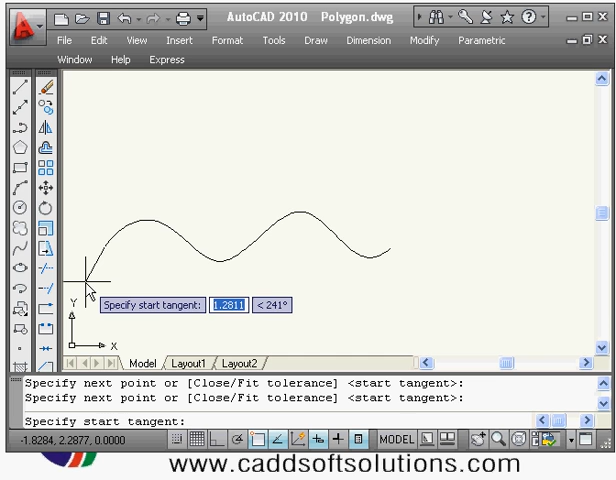 AutoCAD 2010 Polygon.dwg
File Edit View Insert Format Tools Draw Dimension Modify Parametric
Window Help Express
Specify start tangent: 1.2811 < 241°
Y
X
Model Layout1 Layout2
Specify next point or [Close/Fit tolerance] <start tangent>:
Specify next point or [Close/Fit tolerance] <start tangent>:
Specify start tangent:
-1.8284, 2.2877, 0.0000 MODEL
www.caddsoftsolutions.com